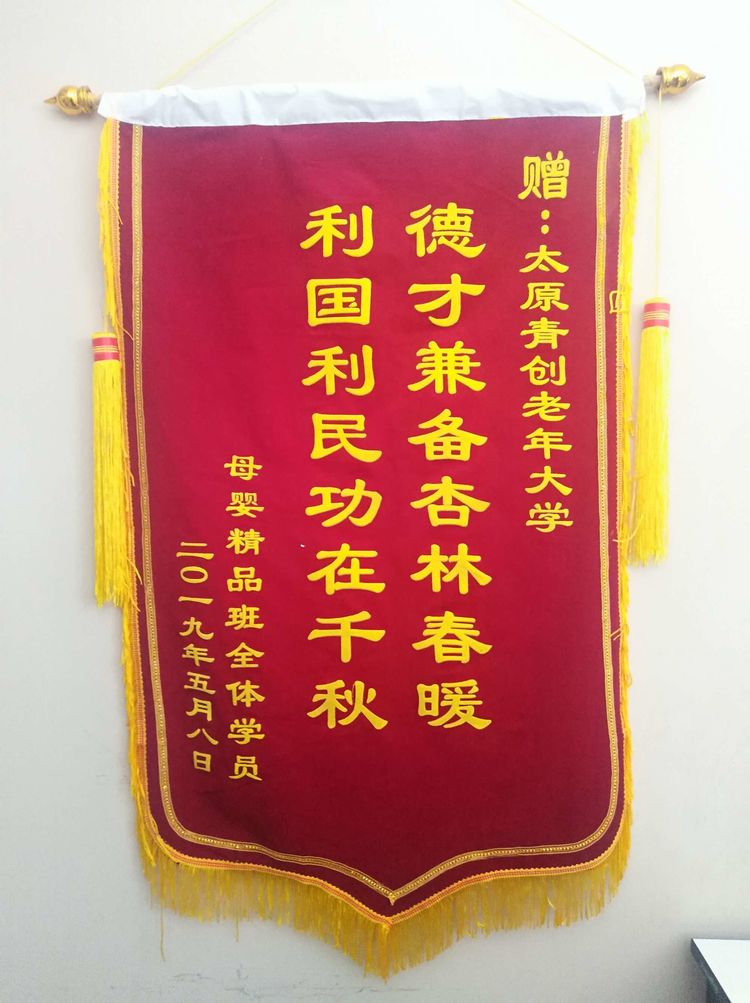 赠：太原青创老年大学
德才兼备杏林春暖
利国利民功在千秋
母婴精品班全体学员
二〇一九年五月八日